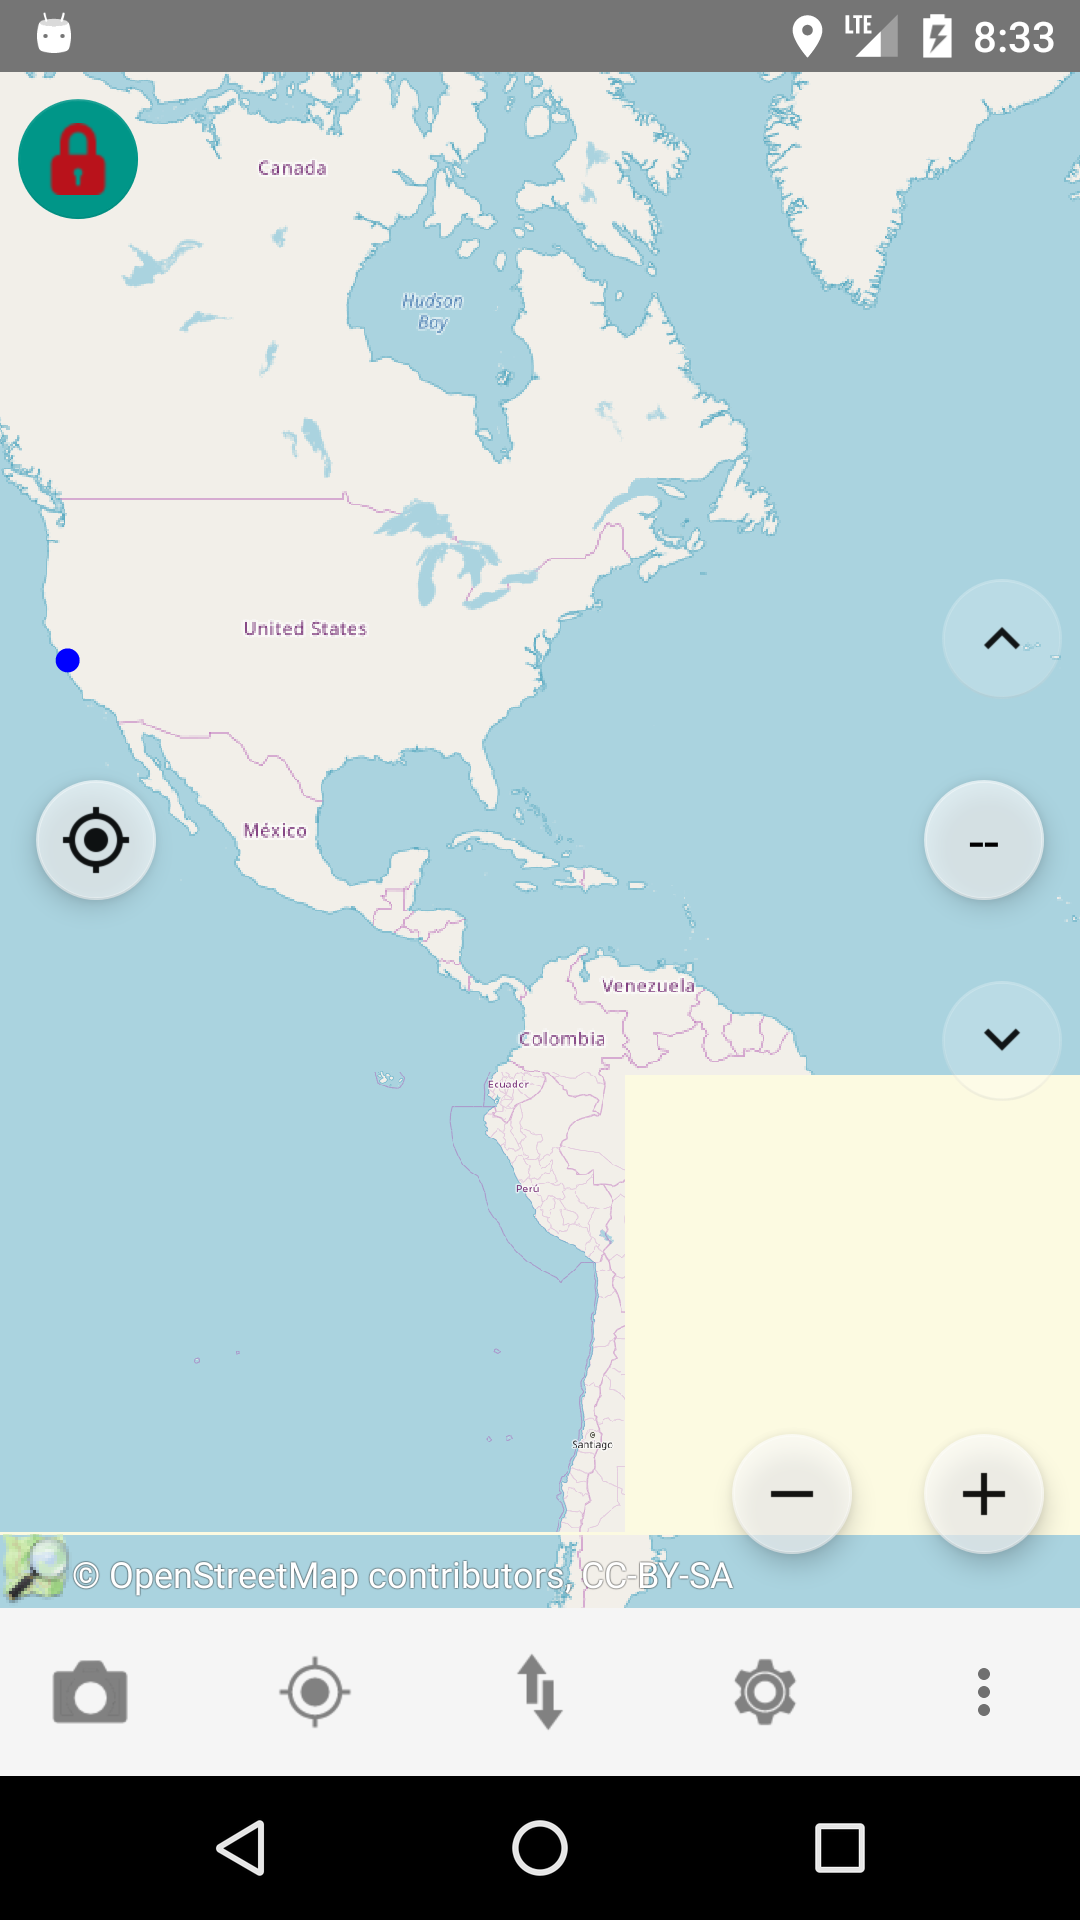 LTE 8:33
Canada
Hudson
Bay
United States
México
--
Venezuela
Colombia
Ecuador
Perú
Santiago
© OpenStreetMap contributors, CC-BY-SA